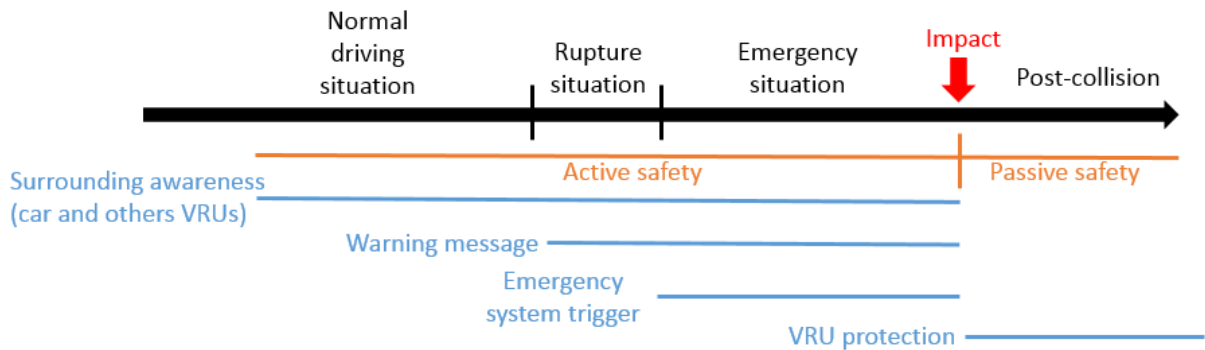 Normal
driving
situation
Rupture
situation
Emergency
situation
Impact
Post-collision
Active safety
Passive safety
Surrounding awareness
(car and others VRUs)
Warning message
Emergency
system trigger
VRU protection